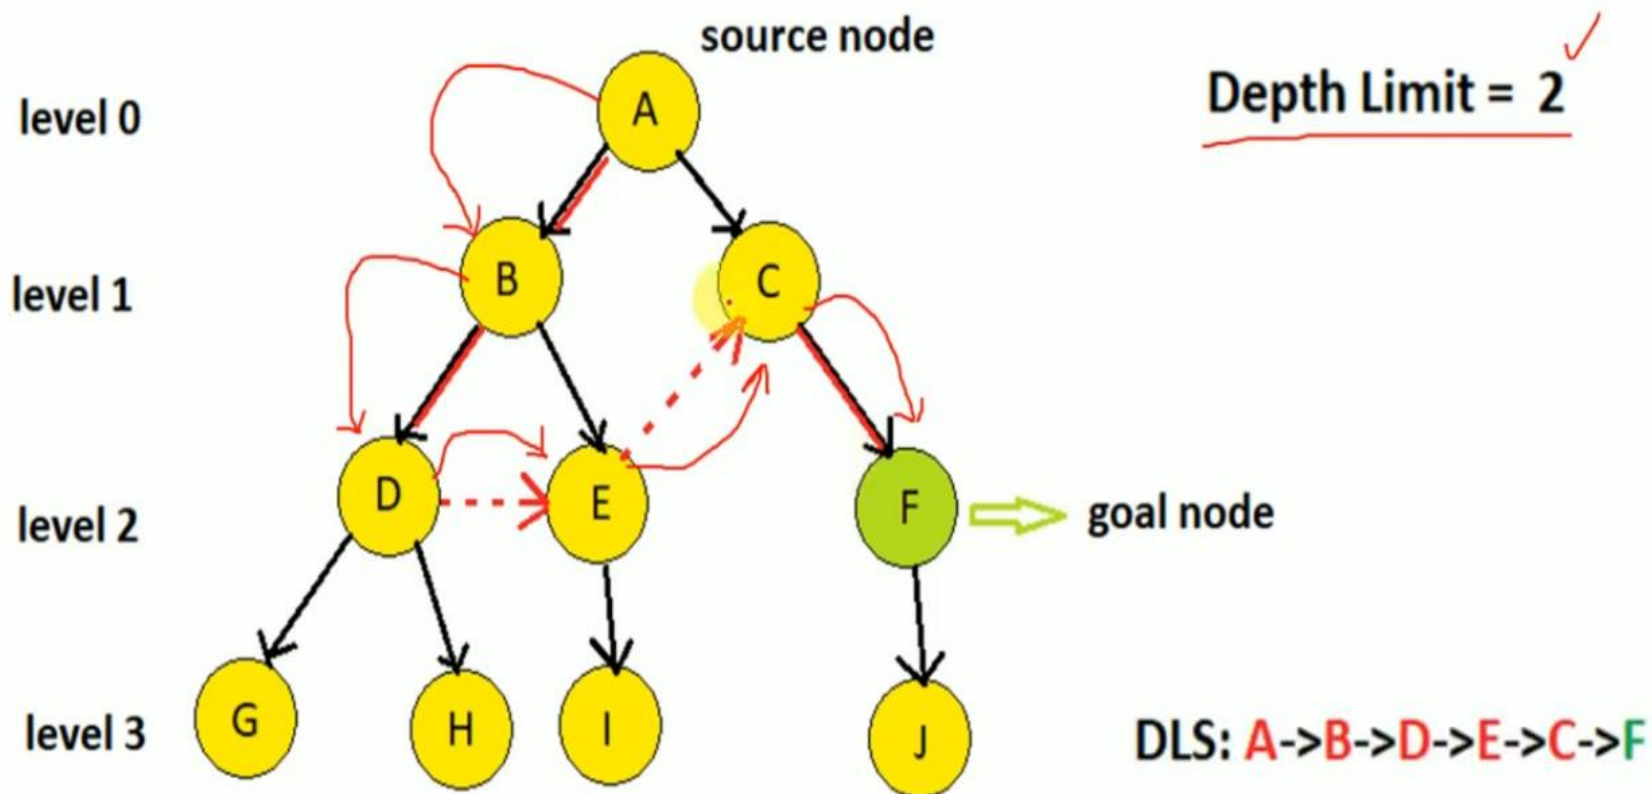 source node
Depth Limit = 2
level 0
A
level 1
B
C
level 2
D
E
F
goal node
level 3
G
H
I
J
DLS: A->B->D->E->C->F